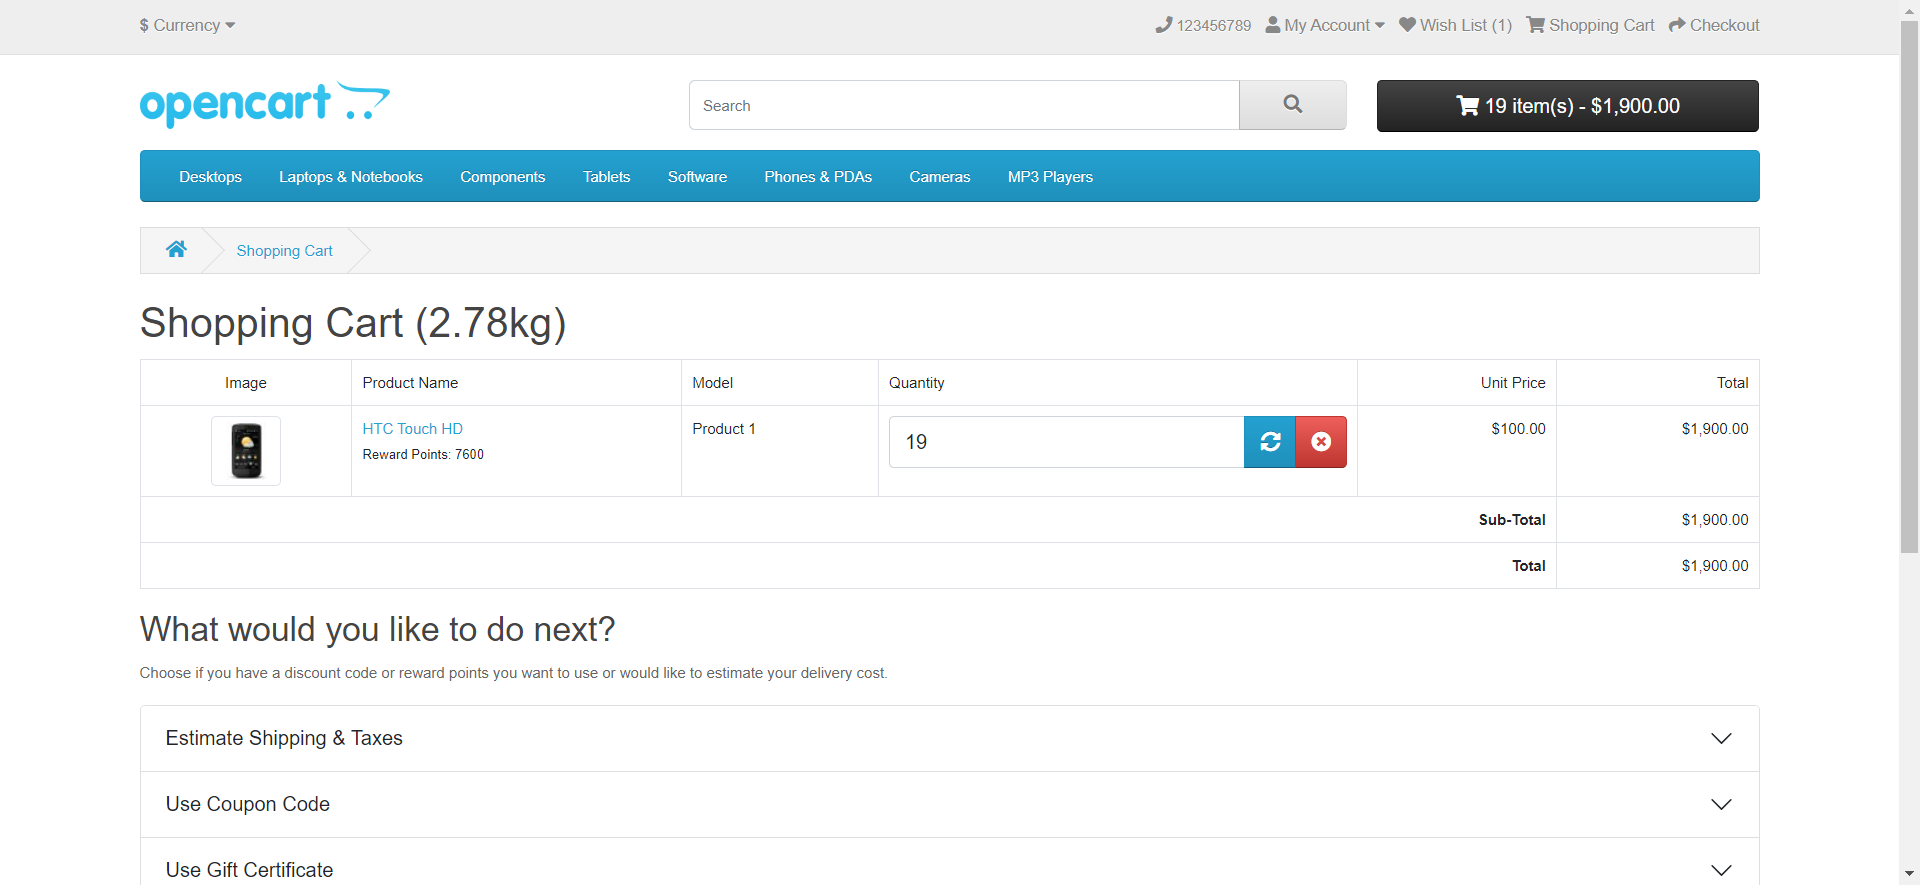 $ Currency
123456789 My Account Wish List (1) Shopping Cart Checkout
opencart
Search
19 item(s) - $1,900.00
Desktops Laptops & Notebooks Components Tablets Software Phones & PDAs Cameras MP3 Players
Shopping Cart
Shopping Cart (2.78kg)
Image Product Name Model Quantity Unit Price Total
HTC Touch HD Product 1 19 $100.00 $1,900.00
Reward Points: 7600
Sub-Total $1,900.00
Total $1,900.00
What would you like to do next?
Choose if you have a discount code or reward points you want to use or would like to estimate your delivery cost.
Estimate Shipping & Taxes
Use Coupon Code
Use Gift Certificate